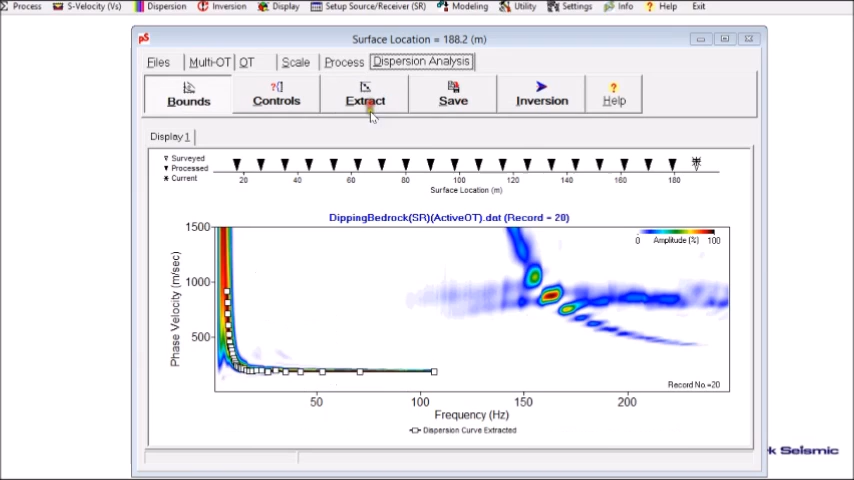 Process S-Velocity (Vs) Dispersion Inversion Display Setup Source/Receiver (SR) Modeling Utility Settings Info Help Exit
pS Surface Location = 188.2 (m)
Files Multi-OT OT Scale Process Dispersion Analysis
Bounds Controls Extract Save Inversion Help
Display 1
Surveyed
Processed
Current
20 40 60 80 100 120 140 160 180
Surface Location (m)
DippingBedrock(SR)(ActiveOT).dat (Record = 20)
0 Amplitude (%) 100
1500
1000
500
Phase Velocity (m/sec)
Record No.=20
50 100 150 200
Frequency (Hz)
Dispersion Curve Extracted
k Seismic